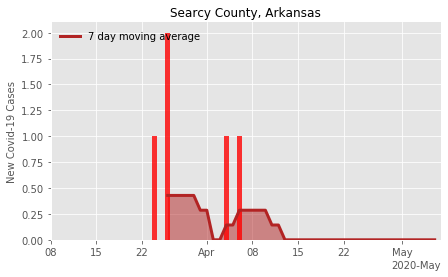 Searcy County, Arkansas
7 day moving average
New Covid-19 Cases
2.00
1.75
1.50
1.25
1.00
0.75
0.50
0.25
0.00
08 15 22 Apr 08 15 22 May
2020-May